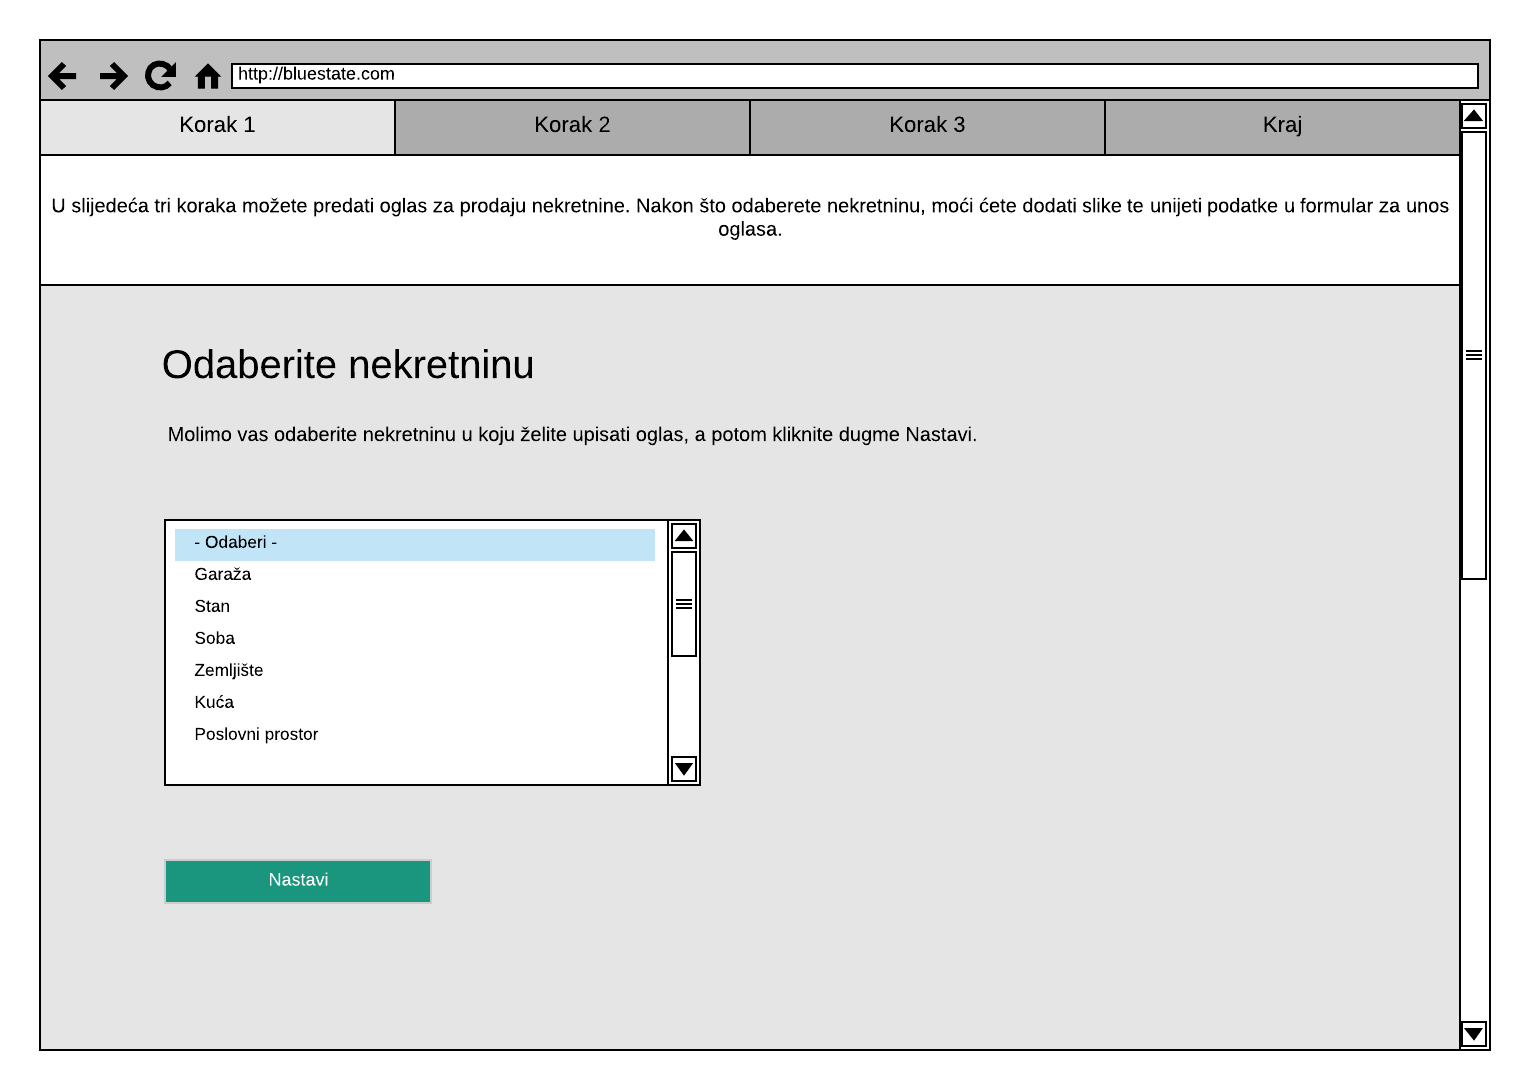 http://bluestate.com
Korak 1
Korak 2
Korak 3
Kraj
U slijedeća tri koraka možete predati oglas za prodaju nekretnine. Nakon što odaberete nekretninu, moći ćete dodati slike te unijeti podatke u formular za unos
oglasa.
Odaberite nekretninu
Molimo vas odaberite nekretninu u koju želite upisati oglas, a potom kliknite dugme Nastavi.
- Odaberi -
Garaža
Stan
Soba
Zemljište
Kuća
Poslovni prostor
Nastavi